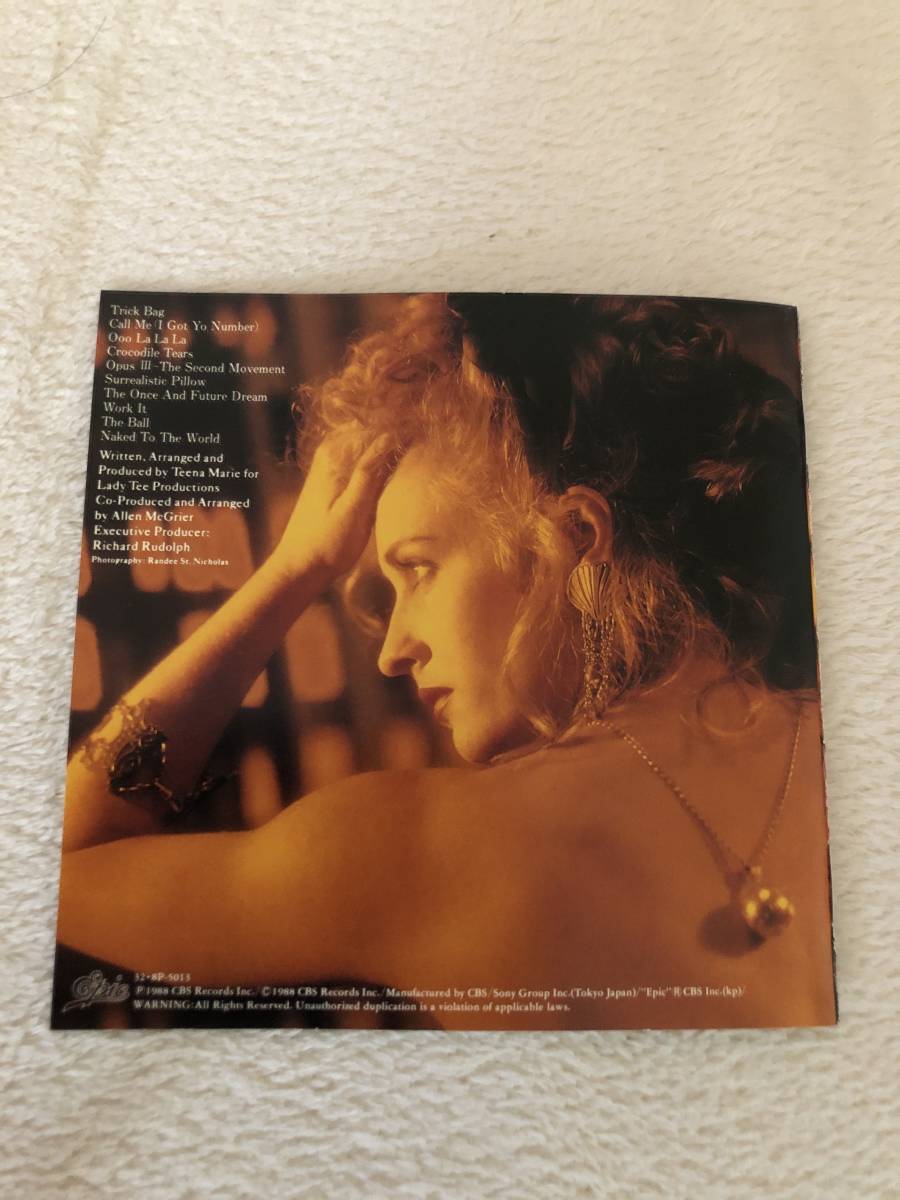 Trick Bag
Call Me (I Got Yo Number)
Ooo La La La
Crocodile Tears
Opus III-The Second Movement
Surrealistic Pillow
The Once And Future Dream
Work It
The Ball
Naked To The World
Written, Arranged and
Produced by Teena Marie for
Lady Tee Productions
Co-Produced and Arranged
by Allen McGrier
Executive Producer:
Richard Rudolph
Photography: Randee St. Nicholas
Epic
32・8P-5013
℗1988 CBS Records Inc./©1988 CBS Records Inc./Manufactured by CBS/Sony Group Inc.(Tokyo Japan)/"Epic"® CBS Inc.(kp)/
WARNING: All Rights Reserved. Unauthorized duplication is a violation of applicable laws.